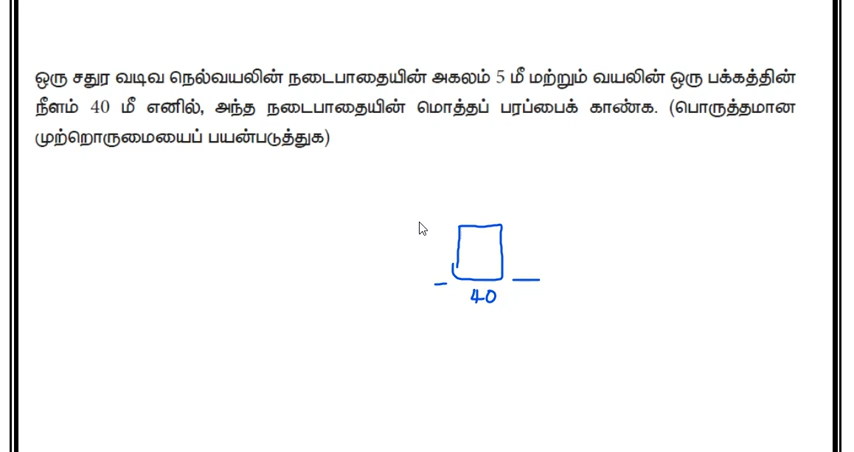 ஒரு சதுர வடிவ நெல்வயலின் நடைபாதையின் அகலம் 5 மீ மற்றும் வயலின் ஒரு பக்கத்தின்
நீளம் 40 மீ எனில், அந்த நடைபாதையின் மொத்தப் பரப்பைக் காண்க. (பொருத்தமான
முற்றொருமையைப் பயன்படுத்துக)
40